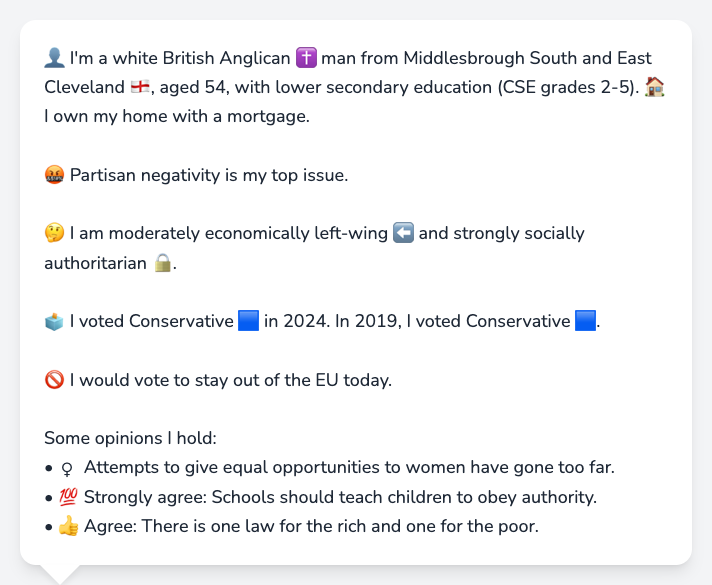 👤 I'm a white British Anglican ✝️ man from Middlesbrough South and East
Cleveland 🏴󠁧󠁢󠁥󠁮󠁧󠁿, aged 54, with lower secondary education (CSE grades 2-5). 🏠
I own my home with a mortgage.
🤬 Partisan negativity is my top issue.
🤔 I am moderately economically left-wing ⬅️ and strongly socially
authoritarian 🔒.
🗳️ I voted Conservative 🟦 in 2024. In 2019, I voted Conservative 🟦.
🚫 I would vote to stay out of the EU today.
Some opinions I hold:
• ♀ Attempts to give equal opportunities to women have gone too far.
• 💯 Strongly agree: Schools should teach children to obey authority.
• 👍 Agree: There is one law for the rich and one for the poor.